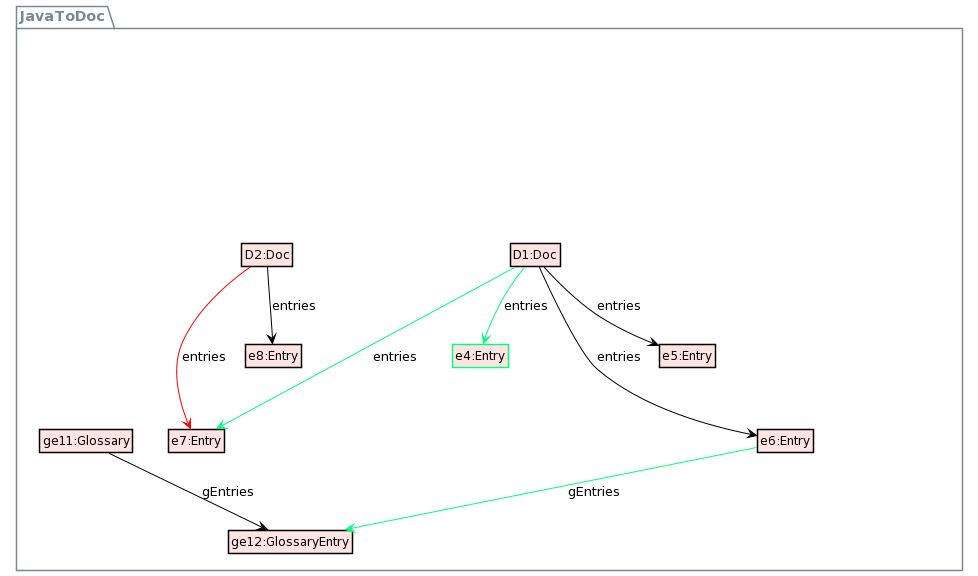 JavaToDoc
D2:Doc
D1:Doc
entries
entries
entries
e8:Entry
entries
entries
e4:Entry
entries
e5:Entry
ge11:Glossary
e7:Entry
e6:Entry
gEntries
gEntries
ge12:GlossaryEntry